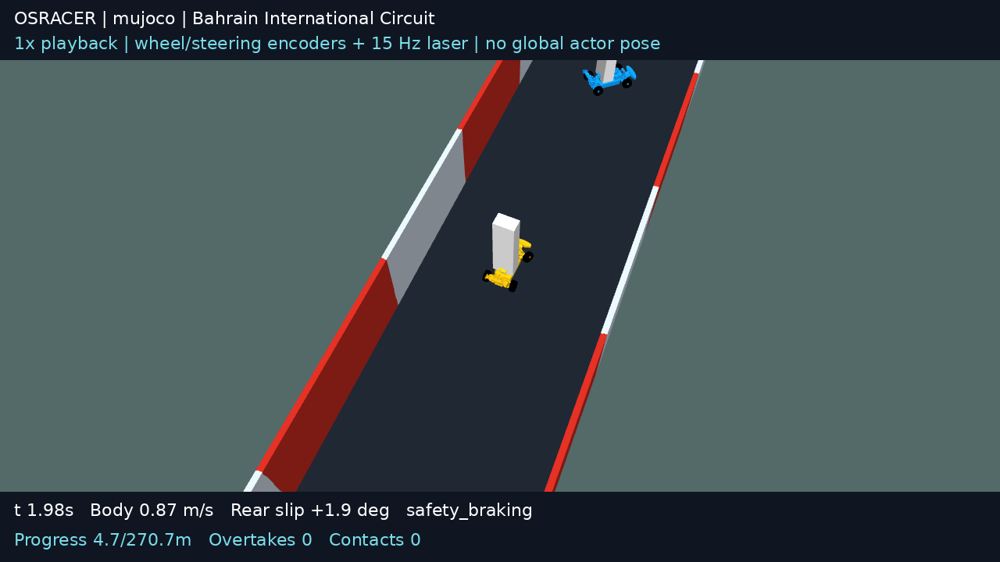 OSRACER | mujoco | Bahrain International Circuit
1x playback | wheel/steering encoders + 15 Hz laser | no global actor pose
t 1.98s   Body 0.87 m/s   Rear slip +1.9 deg   safety_braking
Progress 4.7/270.7m   Overtakes 0   Contacts 0